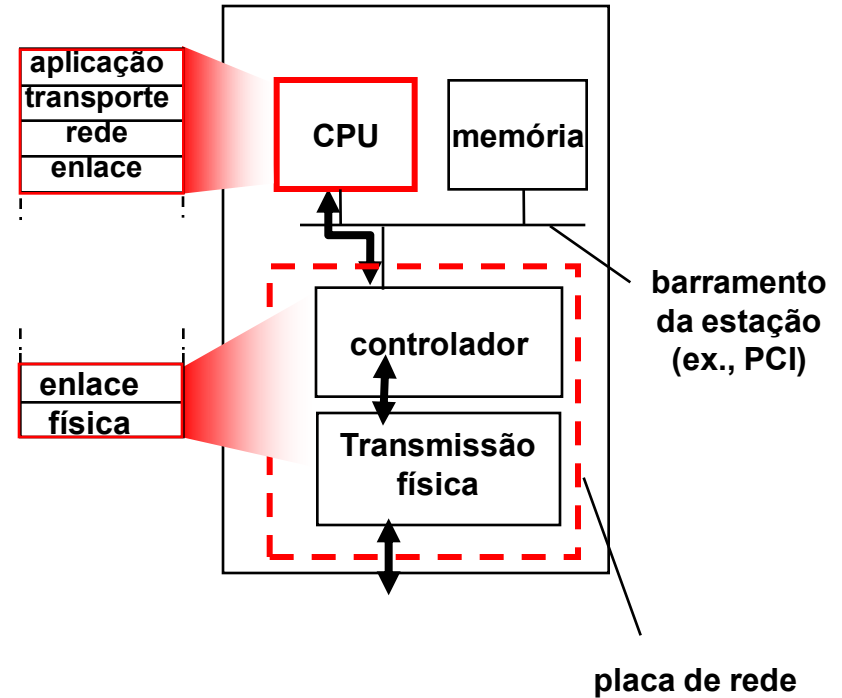 aplicação
transporte
rede
enlace
CPU
memória
barramento
da estação
(ex., PCI)
controlador
enlace
física
Transmissão
física
placa de rede